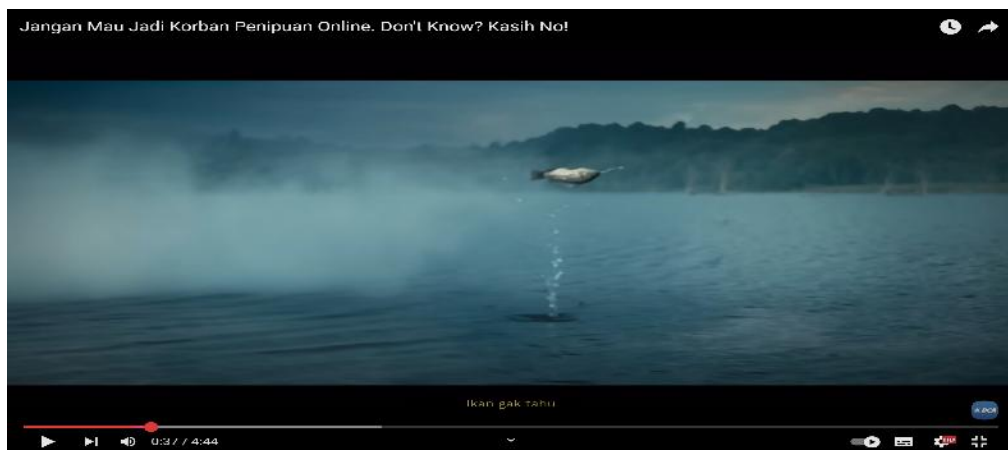 Jangan Mau Jadi Korban Penipuan Online. Don't Know? Kasih No!
Ikan gak tahu
0:37 / 4:44